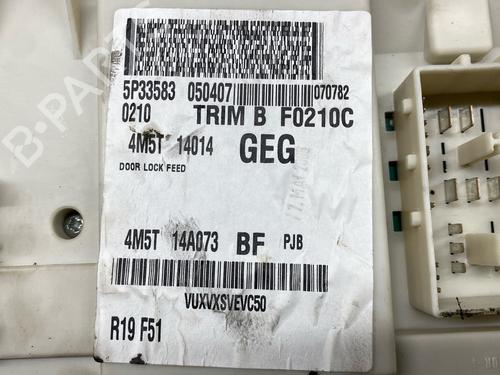 5P33583 050407 070782
0210 TRIM B F0210C
4M5T 14014 GEG
DOOR LOCK FEED
4M5T 14A073 BF PJB
VUXVXSVEVC50
R19 F51